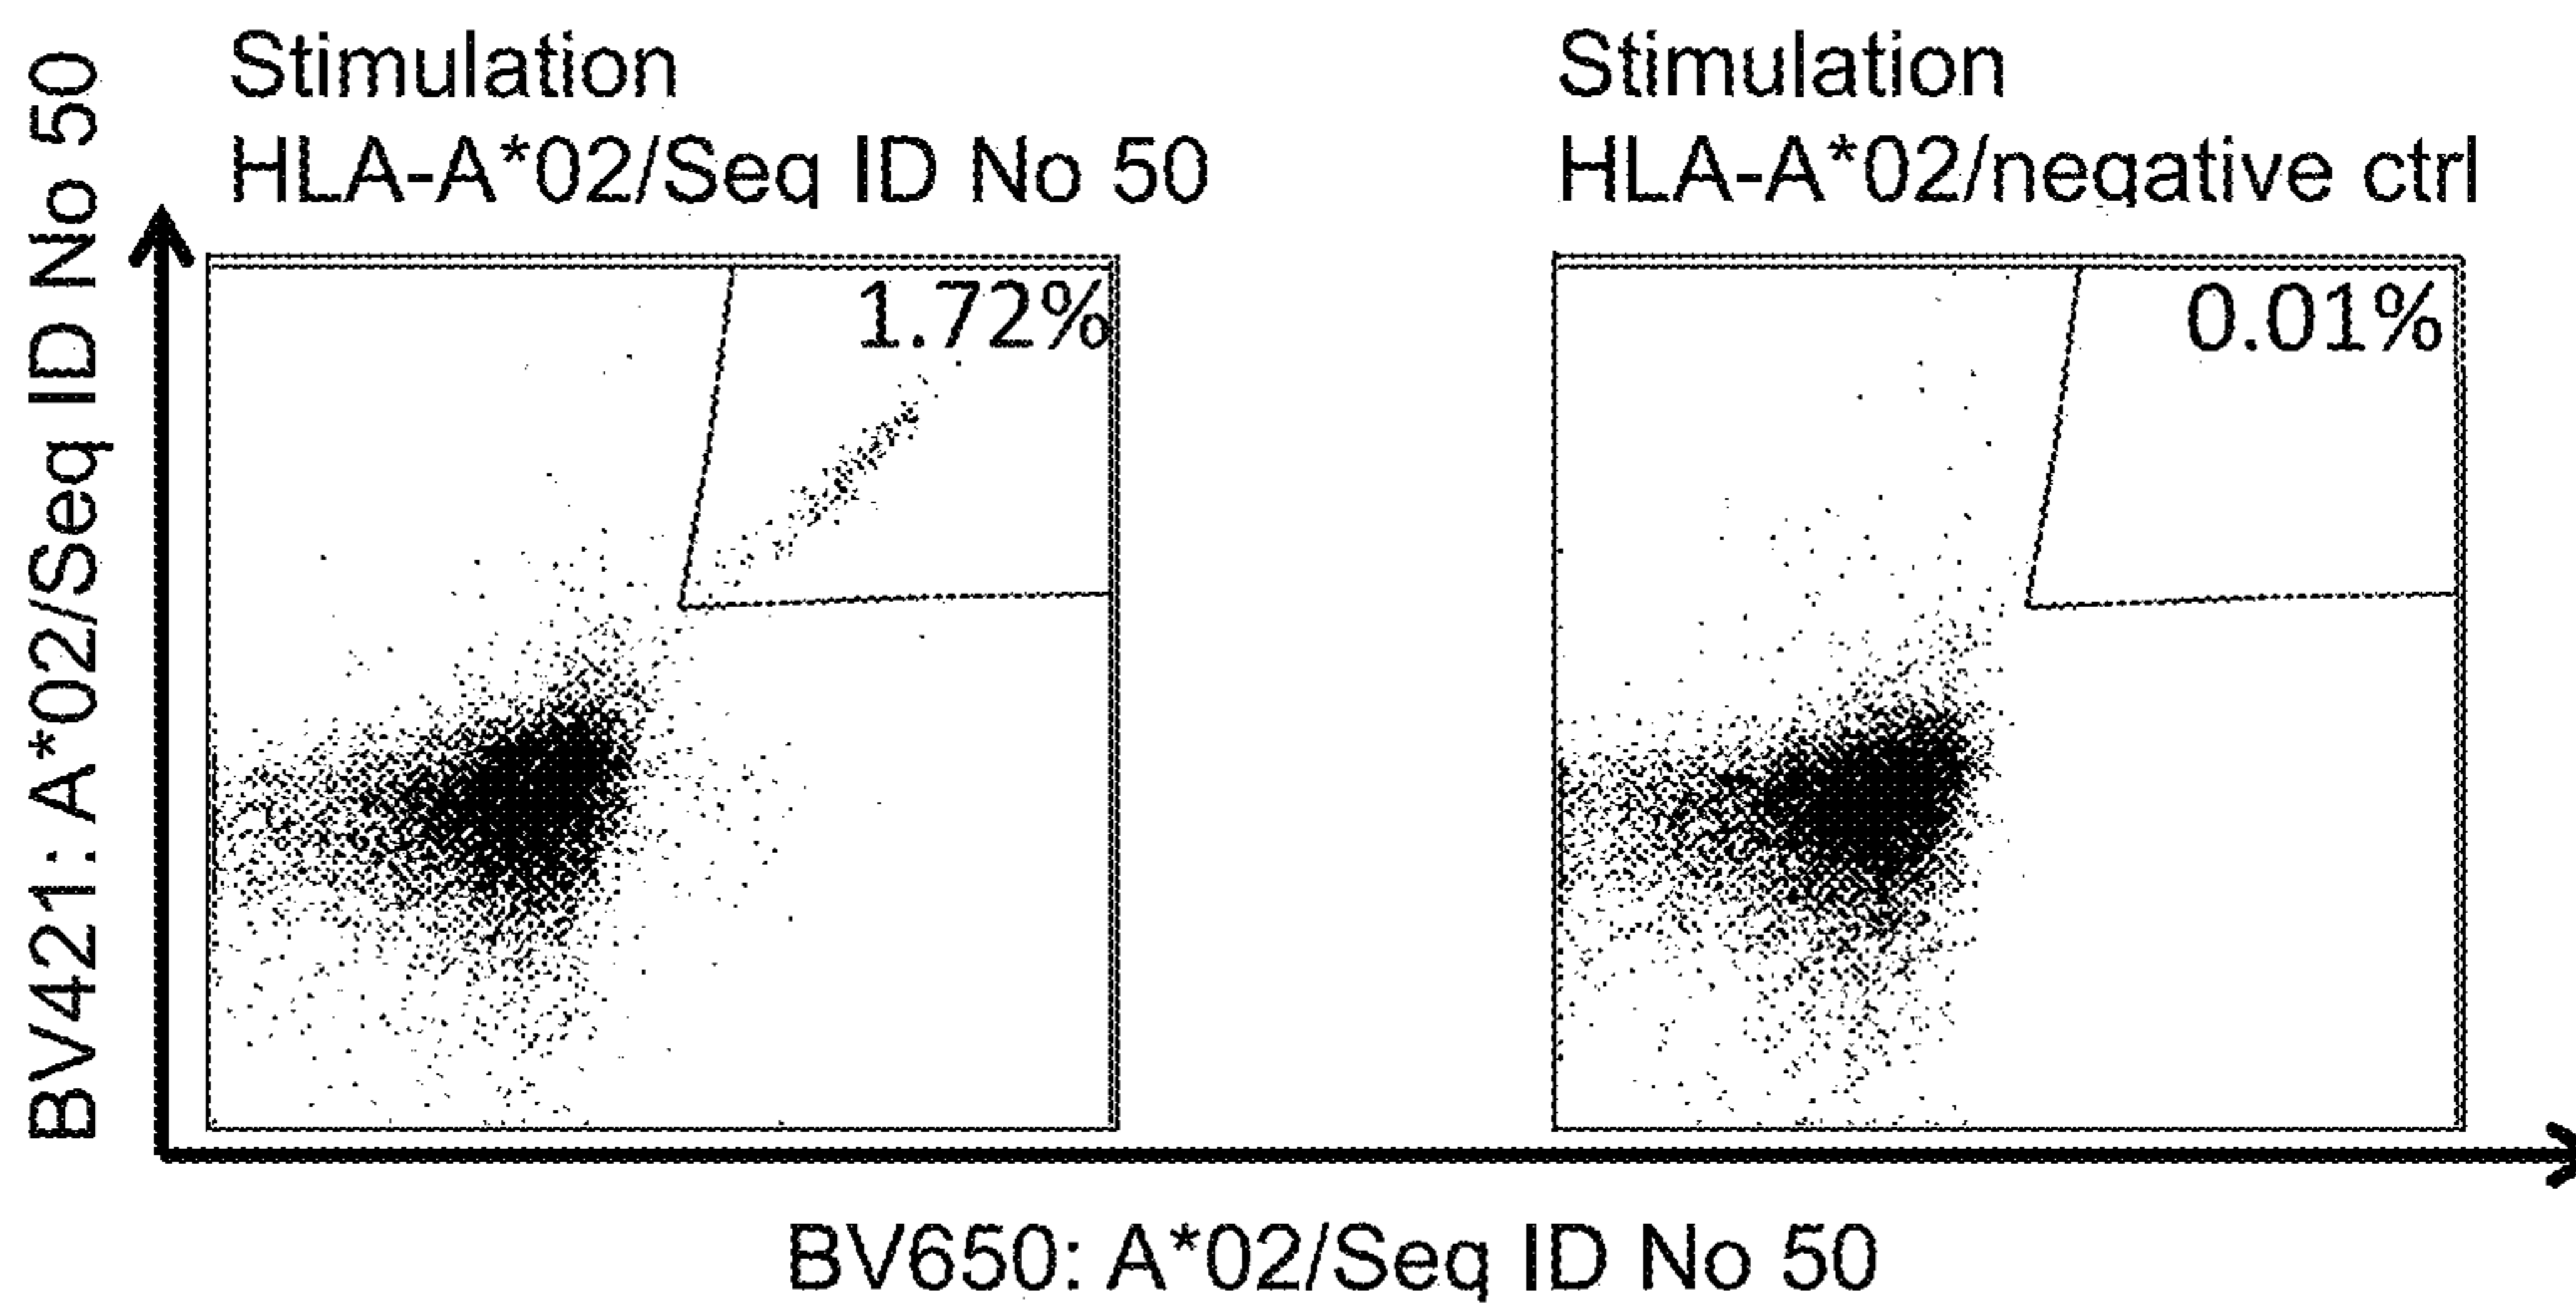 Stimulation
HLA-A*02/Seq ID No 50
Stimulation
HLA-A*02/negative ctrl
1.72%
0.01%
BV421: A*02/Seq ID No 50
BV650: A*02/Seq ID No 50